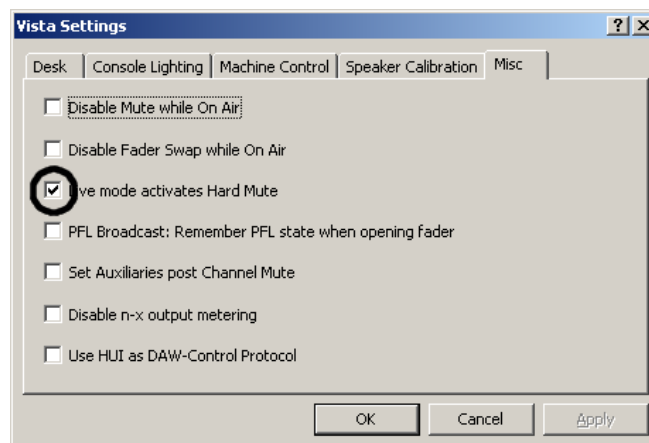 Vista Settings
Desk Console Lighting Machine Control Speaker Calibration Misc
Disable Mute while On Air
Disable Fader Swap while On Air
ve mode activates Hard Mute
PFL Broadcast: Remember PFL state when opening fader
Set Auxiliaries post Channel Mute
Disable n-x output metering
Use HUI as DAW-Control Protocol
OK Cancel Apply